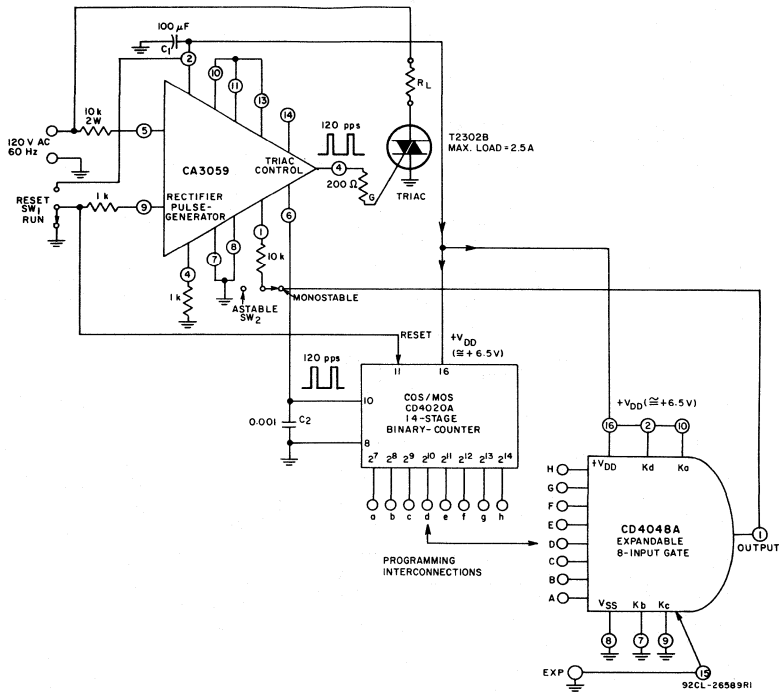 100 µF
C1
2
10
11
13
14
RL
10 k
2W
120 V AC
60 Hz
5
CA3059
TRIAC
CONTROL
120 pps
4
200 Ω
G
T2302B
MAX. LOAD = 2.5A
TRIAC
RESET
SW1
RUN
1 k
9
RECTIFIER
PULSE-
GENERATOR
6
1
8
7
4
10k
1 k
ASTABLE
SW2
MONOSTABLE
RESET
+VDD
(≅ + 6.5 V)
120 pps
11
16
10
COS/MOS
CD4020A
14-STAGE
BINARY-COUNTER
0.001
C2
8
2^7 2^8 2^9 2^10 2^11 2^12 2^13 2^14
a b c d e f g h
PROGRAMMING
INTERCONNECTIONS
+VDD (≅+6.5V)
16
2
10
+VDD
Kd
Ka
H
G
F
E
D
C
B
A
CD4048A
EXPANDABLE
8-INPUT GATE
1
OUTPUT
VSS
Kb
Kc
8
7
9
EXP
15
92CL-26589RI